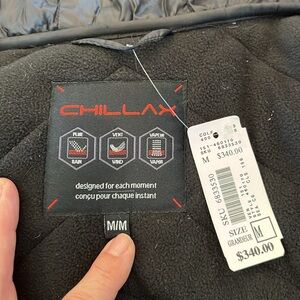 CHILLAX
PLUIE
VENT
VAPEUR
RAIN
WIND
VAPOR
designed for each moment
conçu pour chaque instant
M/M
M $340.00
SKU 6933530
SIZE
GRANDEUR M
$340.00